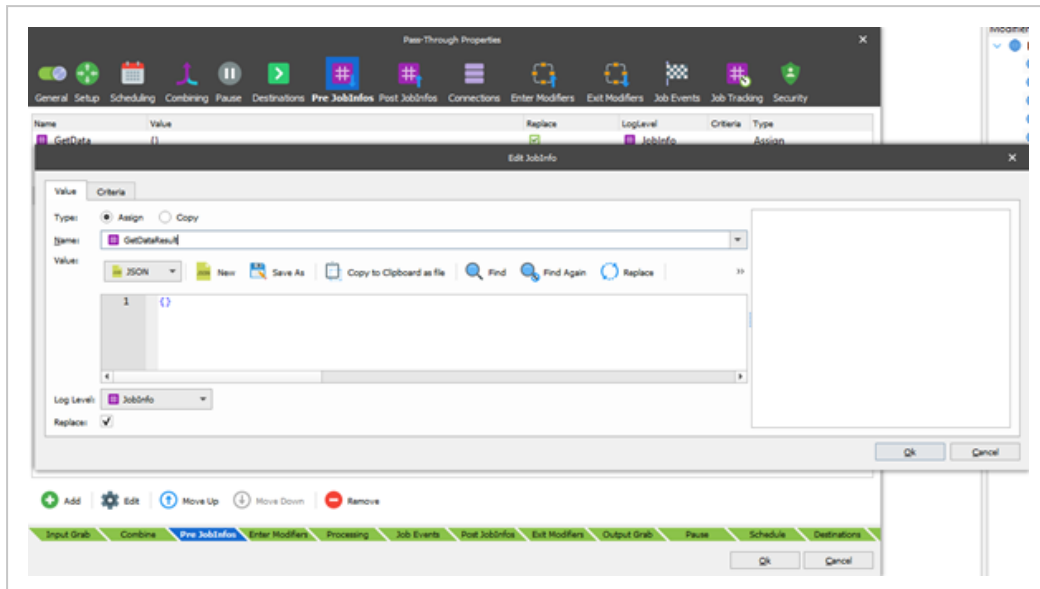 Pass-Through Properties
General Setup Scheduling Combining Pause Destinations Pre JobInfos Post JobInfos Connections Enter Modifiers Exit Modifiers Job Events Job Tracking Security
Name Value Replace LogLevel Criteria Type
GetData {} JobInfo Assign
Edit JobInfo
Value Criteria
Type: Assign Copy
Name: GetDataResult
Value:
JSON New Save As Copy to Clipboard as file Find Find Again Replace »
1 {}
Log Level: JobInfo
Replace:
Ok Cancel
Add Edit Move Up Move Down Remove
Input Grab Combine Pre JobInfos Enter Modifiers Processing Job Events Post JobInfos Exit Modifiers Output Grab Pause Schedule Destinations
Ok Cancel